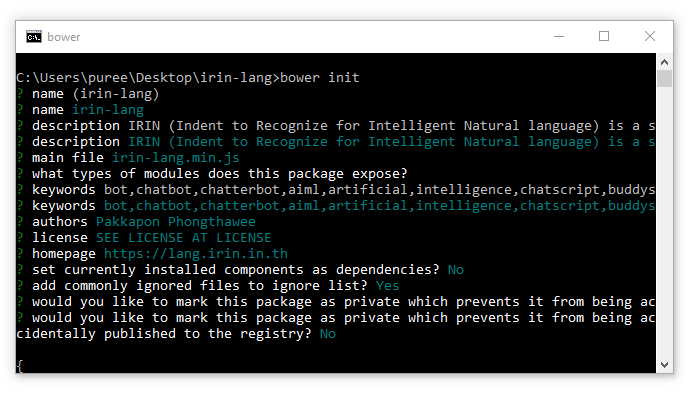 bower
C:\Users\puree\Desktop\irin-lang>bower init
? name (irin-lang)
? name irin-lang
? description IRIN (Indent to Recognize for Intelligent Natural language) is a s
? description IRIN (Indent to Recognize for Intelligent Natural language) is a s
? main file irin-lang.min.js
? what types of modules does this package expose?
? keywords bot,chatbot,chatterbot,aiml,artificial,intelligence,chatscript,buddys
? keywords bot,chatbot,chatterbot,aiml,artificial,intelligence,chatscript,buddys
? authors Pakkapon Phongthawee
? license SEE LICENSE AT LICENSE
? homepage https://lang.irin.in.th
? set currently installed components as dependencies? No
? add commonly ignored files to ignore list? Yes
? would you like to mark this package as private which prevents it from being ac
? would you like to mark this package as private which prevents it from being ac
cidentally published to the registry? No
{